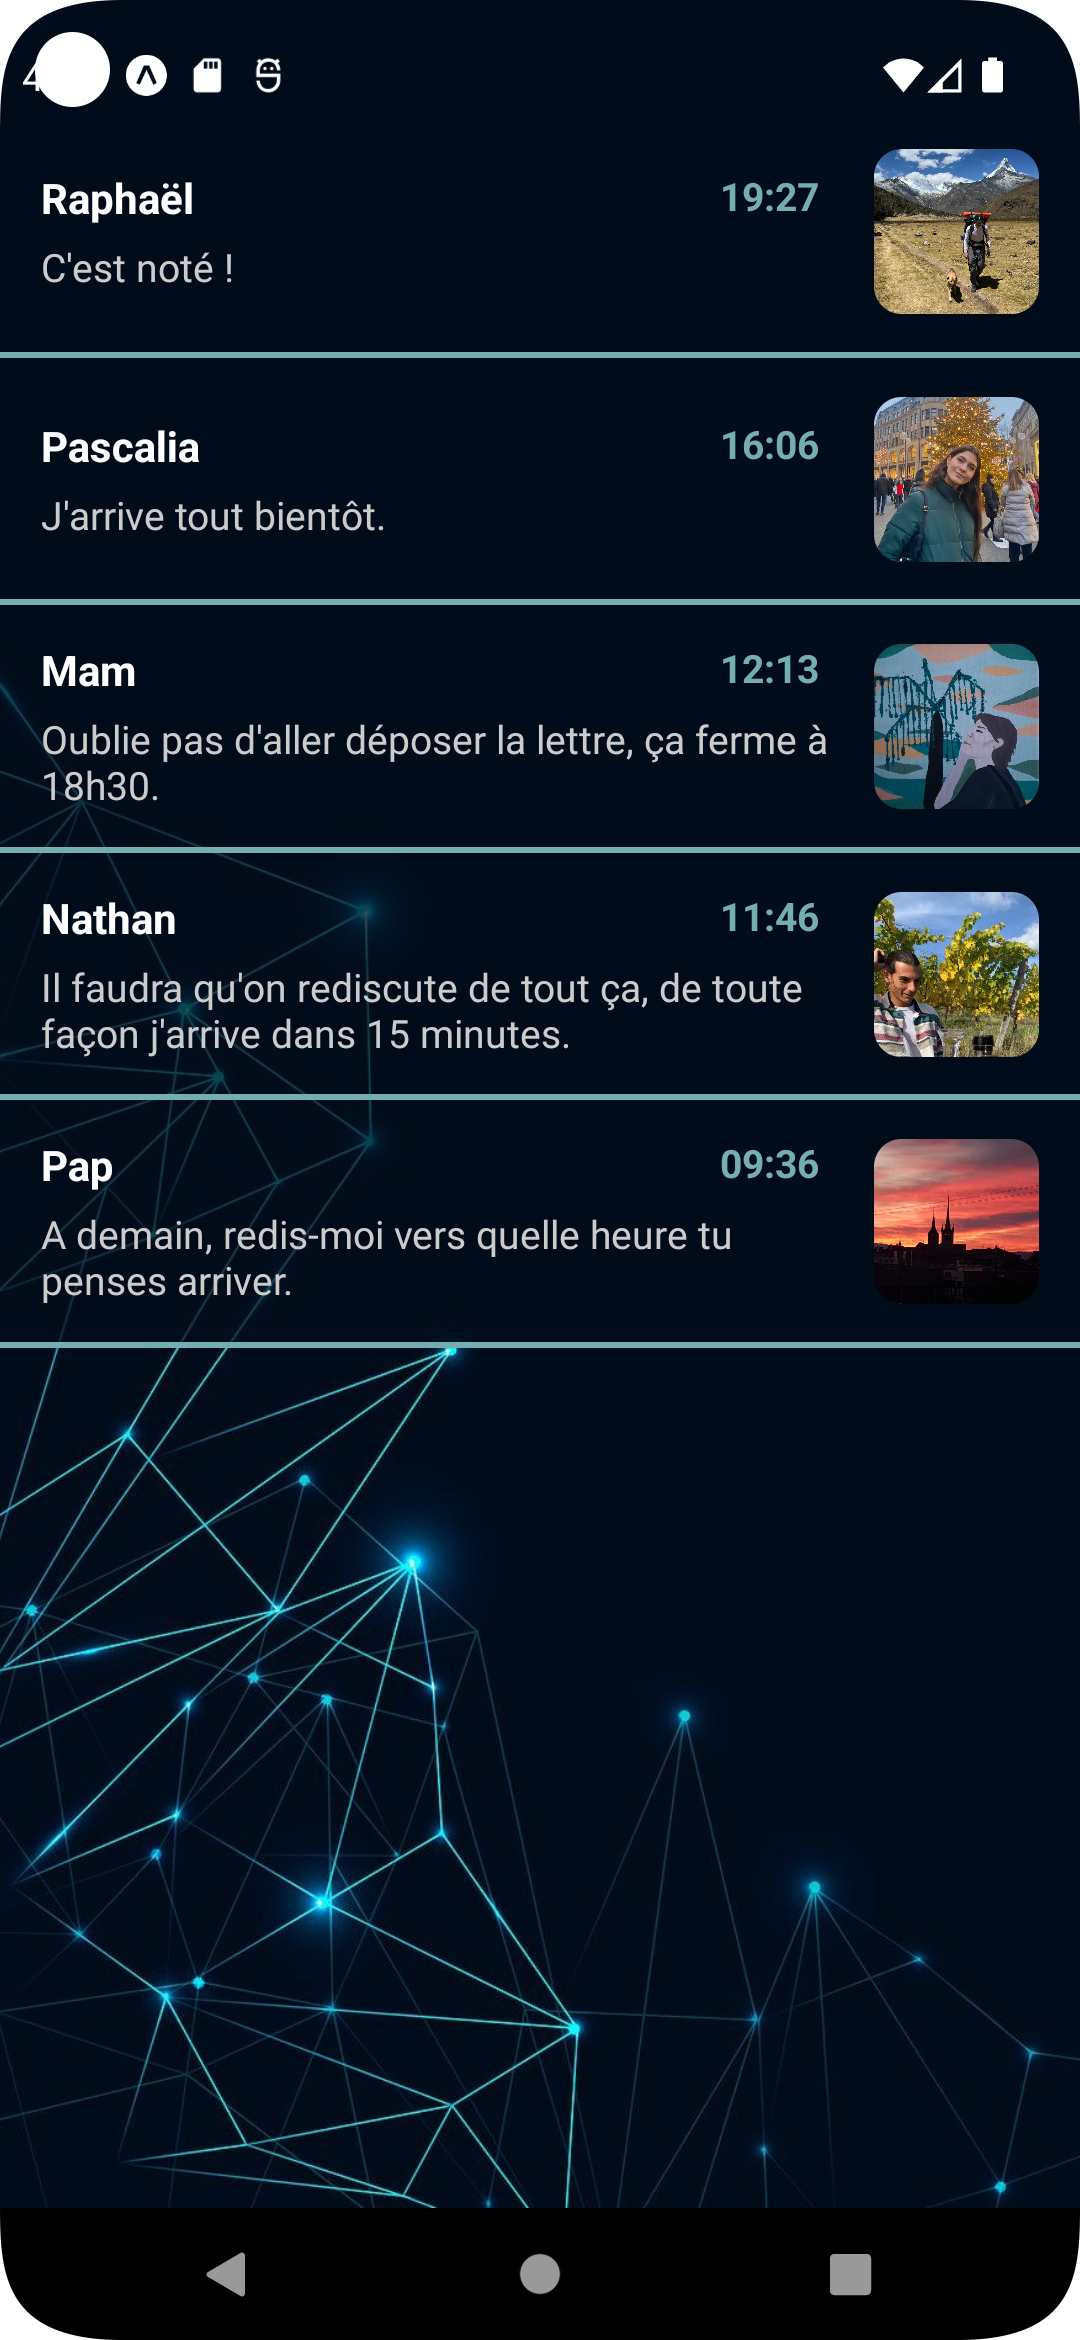 Raphaël 19:27
C'est noté !
Pascalia 16:06
J'arrive tout bientôt.
Mam 12:13
Oublie pas d'aller déposer la lettre, ça ferme à
18h30.
Nathan 11:46
Il faudra qu'on rediscute de tout ça, de toute
façon j'arrive dans 15 minutes.
Pap 09:36
A demain, redis-moi vers quelle heure tu
penses arriver.